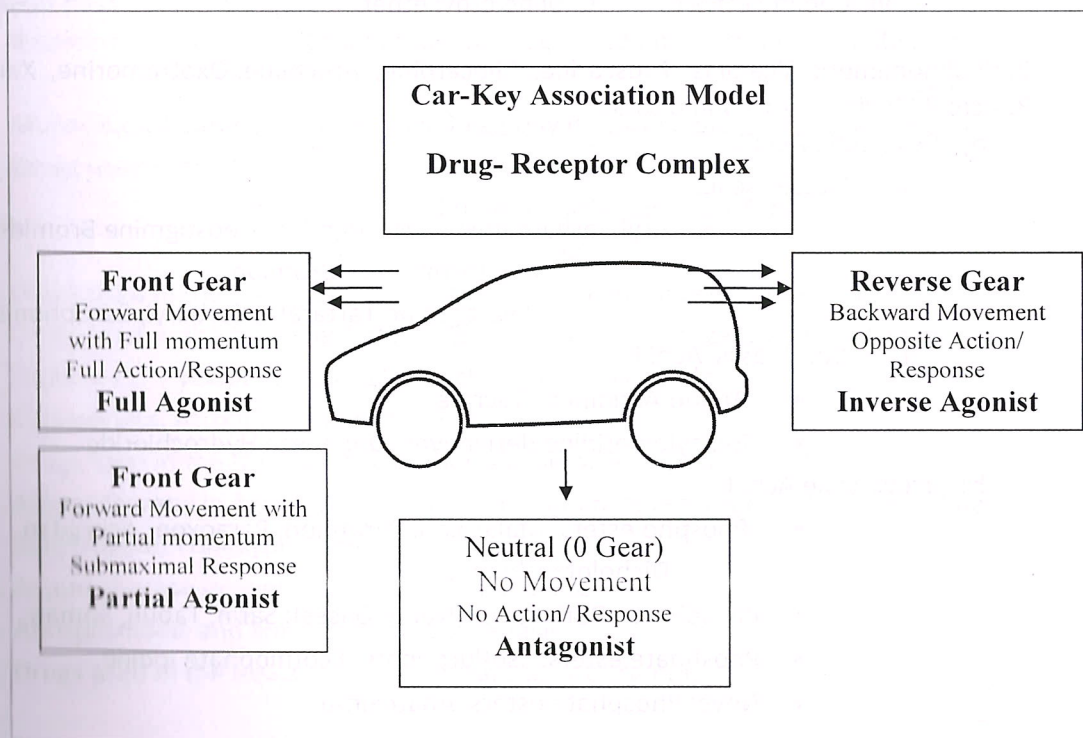 Car-Key Association Model
Drug- Receptor Complex
Front Gear
Forward Movement
with Full momentum
Full Action/Response
Full Agonist
Reverse Gear
Backward Movement
Opposite Action/
Response
Inverse Agonist
Front Gear
Forward Movement with
Partial momentum
Submaximal Response
Partial Agonist
Neutral (0 Gear)
No Movement
No Action/ Response
Antagonist